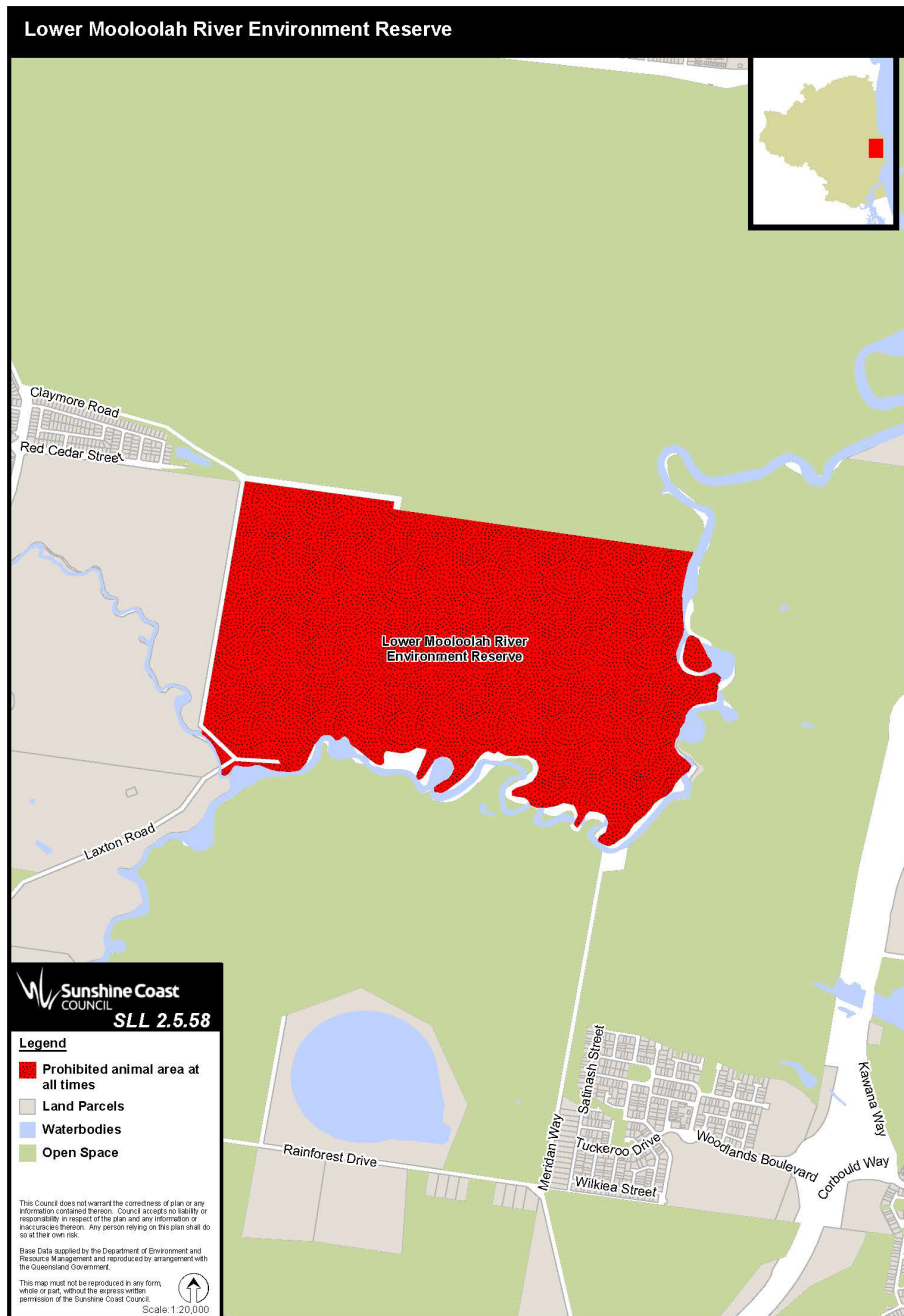 Lower Mooloolah River Environment Reserve
Claymore Road
Red Cedar Street
Lower Mooloolah River
Environment Reserve
Laxton Road
Sunshine Coast
COUNCIL
SLL 2.5.58
Legend
Prohibited animal area at
all times
Land Parcels
Waterbodies
Open Space
This Council does not warrant the correctness of plan or any
information contained thereon. Council accepts no liability or
responsibility in respect of the plan and any information or
inaccuracies thereon. Any person relying on this plan shall do
so at their own risk.
Base Data supplied by the Department of Environment and
Resource Management and reproduced by arrangement with
the Queensland Government.
This map must not be reproduced in any form,
whole or part, without the express written
permission of the Sunshine Coast Council.
Scale:1:20,000
Satinash Street
Kawana Way
Meridan Way
Tuckeroo Drive
Woodlands Boulevard
Rainforest Drive
Corbould Way
Wilkiea Street